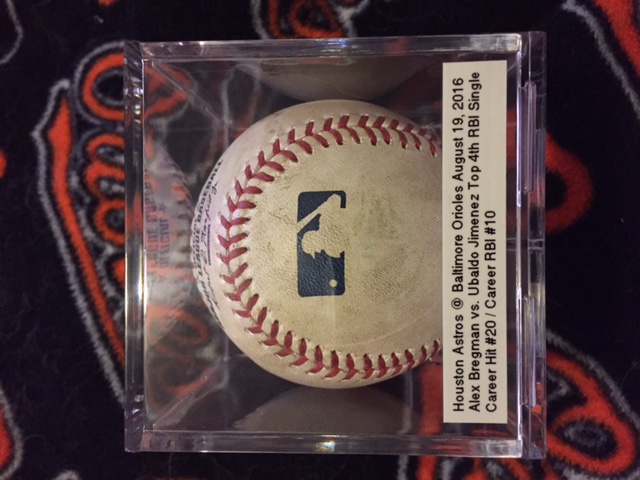 Houston Astros @ Baltimore Orioles August 19, 2016
Alex Bregman vs. Ubaldo Jimenez Top 4th RBI Single
Career Hit #20 / Career RBI #10
BASEBALL